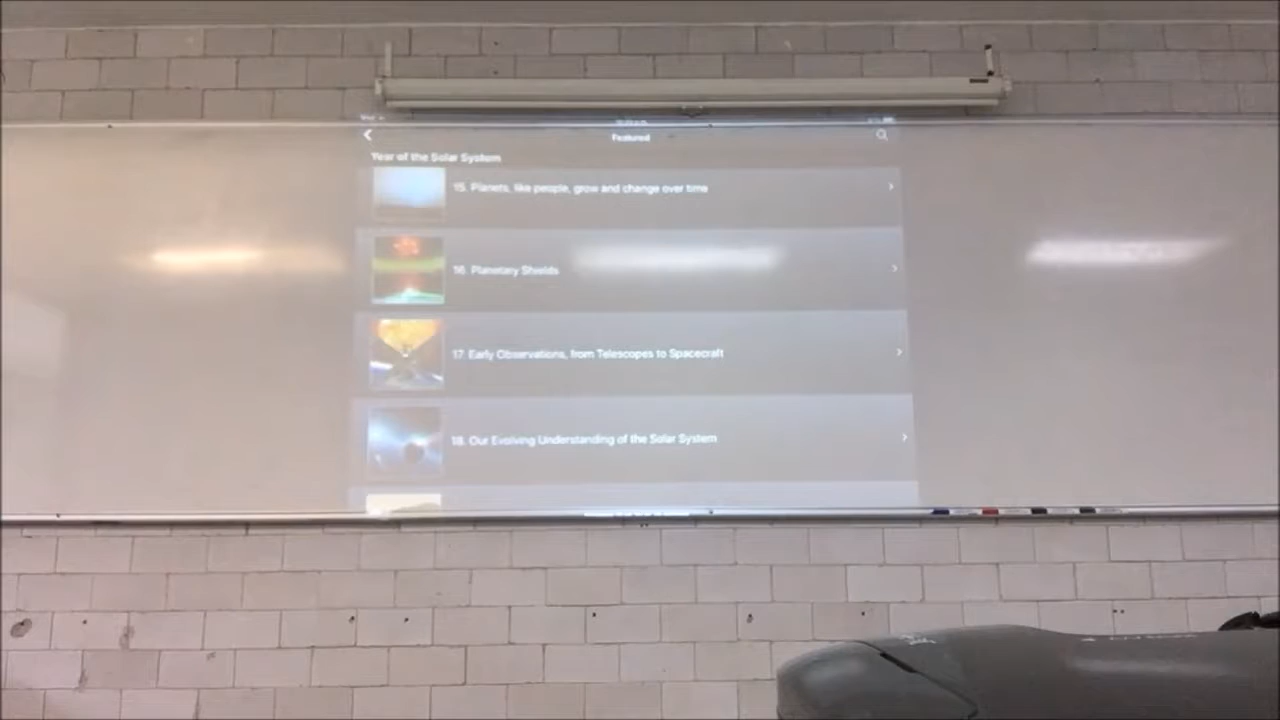 Featured
Year of the Solar System
15. Planets, like people, grow and change over time
16. Planetary Shields
17. Early Observations, from Telescopes to Spacecraft
18. Our Evolving Understanding of the Solar System